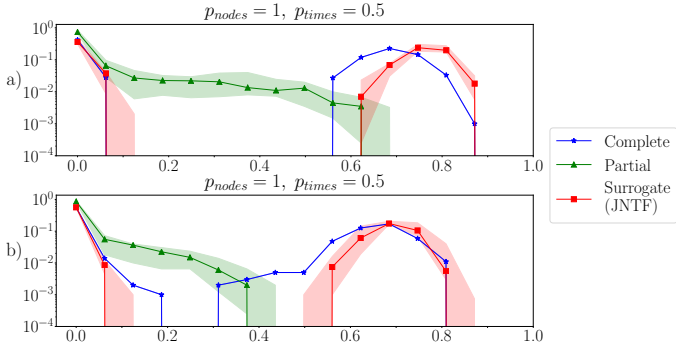 p_nodes = 1, p_times = 0.5
10^0
10^−1
10^−2
10^−3
10^−4
a)
0.0 0.2 0.4 0.6 0.8 1.0
p_nodes = 1, p_times = 0.5
10^0
10^−1
10^−2
10^−3
10^−4
b)
0.0 0.2 0.4 0.6 0.8 1.0
Complete
Partial
Surrogate
(JNTF)